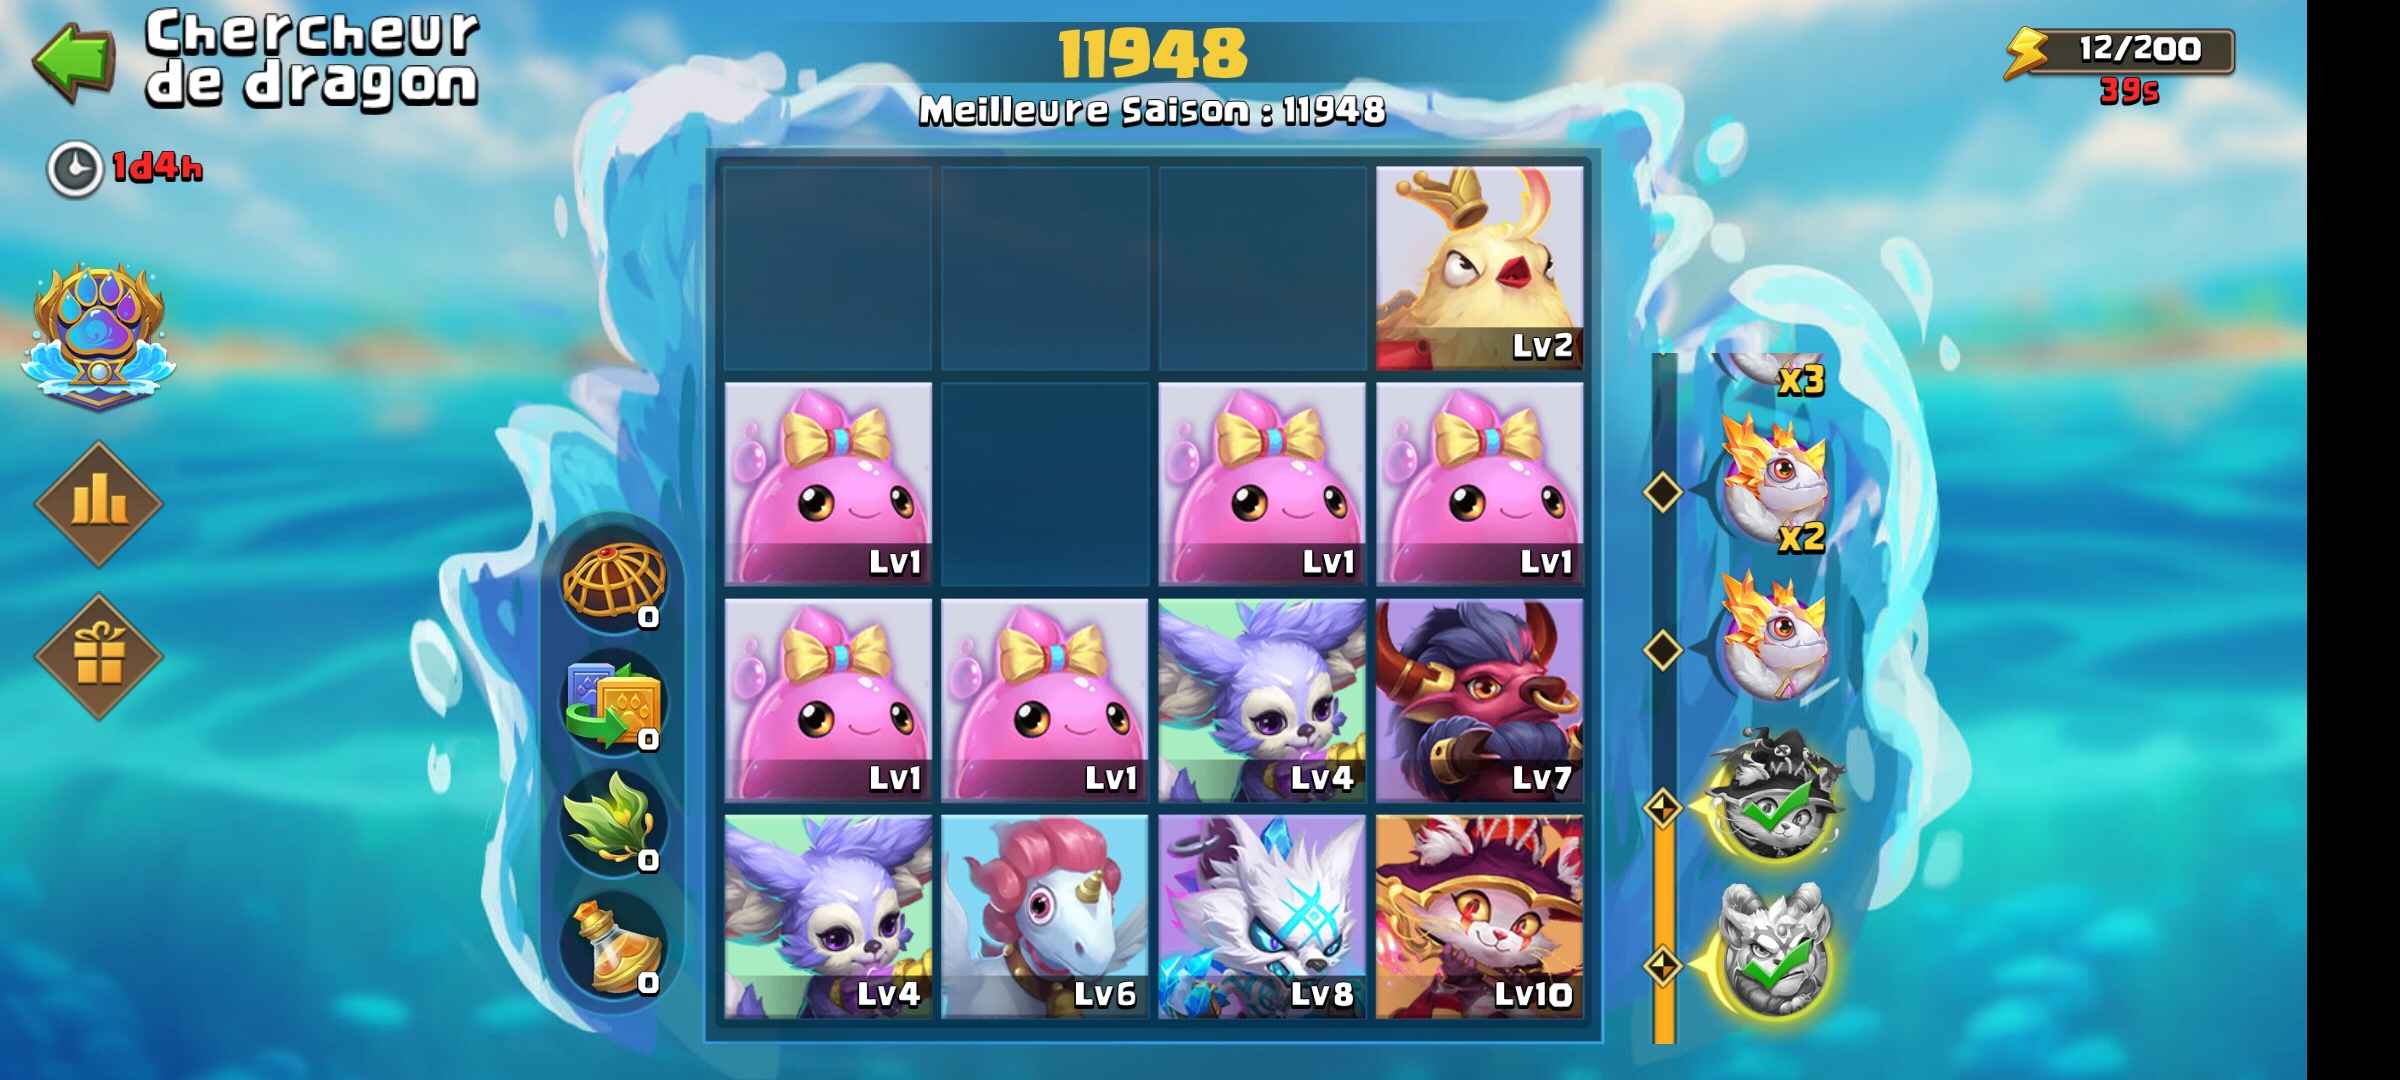 Chercheur
de dragon
11948
Meilleure Saison : 11948
12/200
39s
1d4h
Lv2
Lv1
Lv1
Lv1
Lv1
Lv1
Lv4
Lv7
Lv4
Lv6
Lv8
Lv10
0
0
0
0
x3
x2